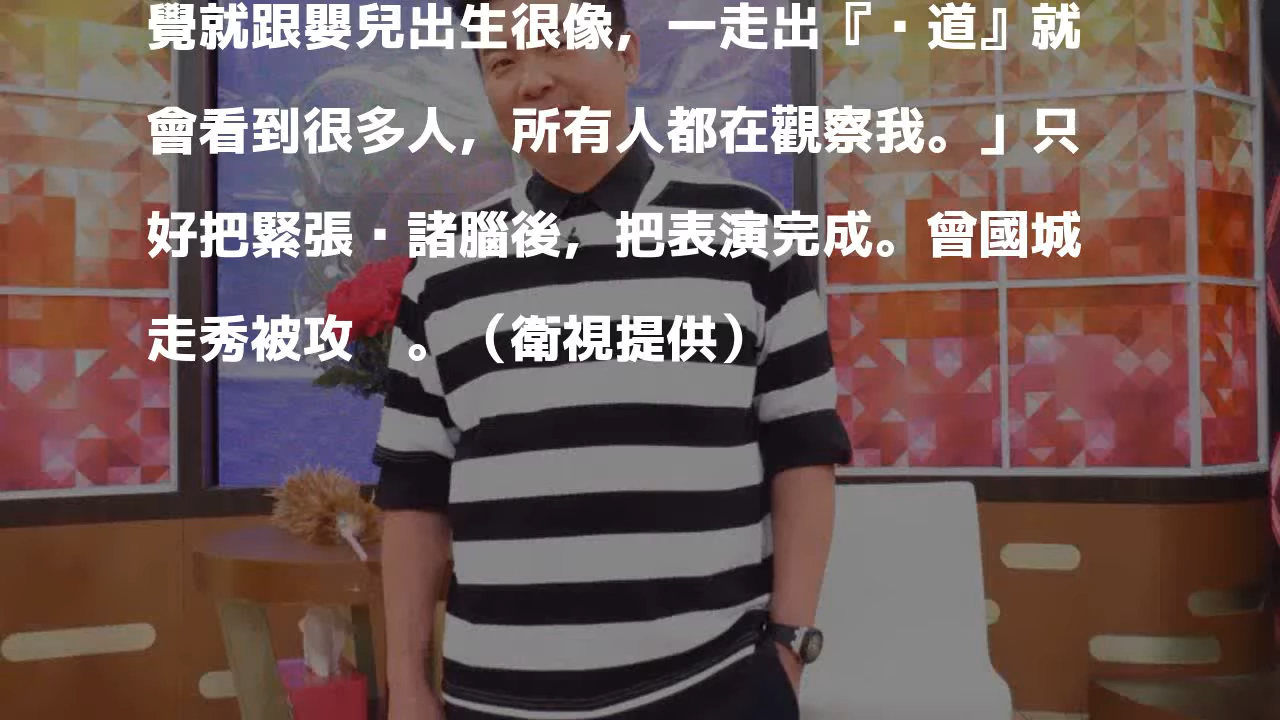 覺就跟嬰兒出生很像，一走出『·道』就
會看到很多人，所有人都在觀察我。」只
好把緊張·諸腦後，把表演完成。曾國城
走秀被攻　。（衛視提供）